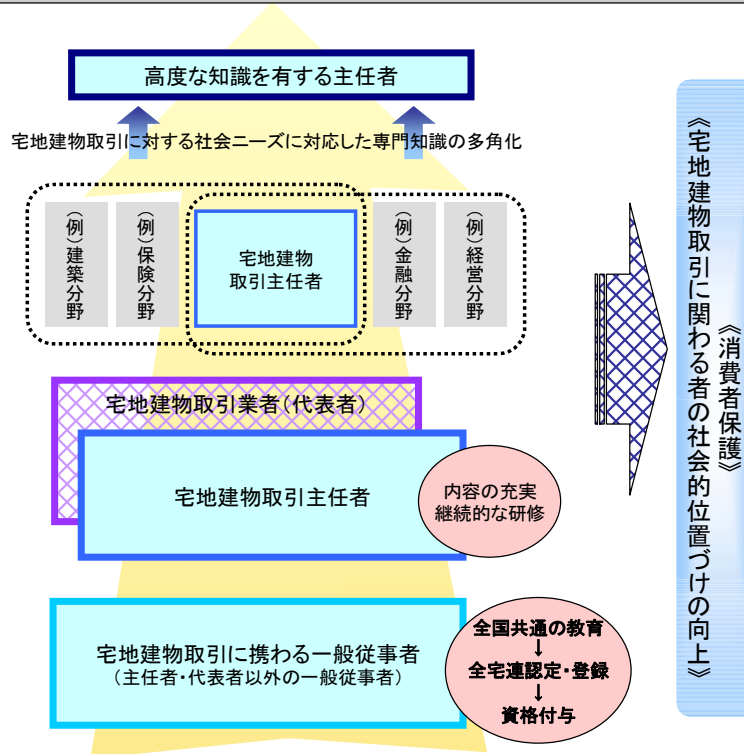 高度な知識を有する主任者
宅地建物取引に対する社会ニーズに対応した専門知識の多角化
(例)建築分野
(例)保険分野
宅地建物
取引主任者
(例)金融分野
(例)経営分野
宅地建物取引業者(代表者)
宅地建物取引主任者
内容の充実
継続的な研修
宅地建物取引に携わる一般従事者
(主任者・代表者以外の一般従事者)
全国共通の教育
↓
全宅連認定・登録
↓
資格付与
《消費者保護》
《宅地建物取引に関わる者の社会的位置づけの向上》